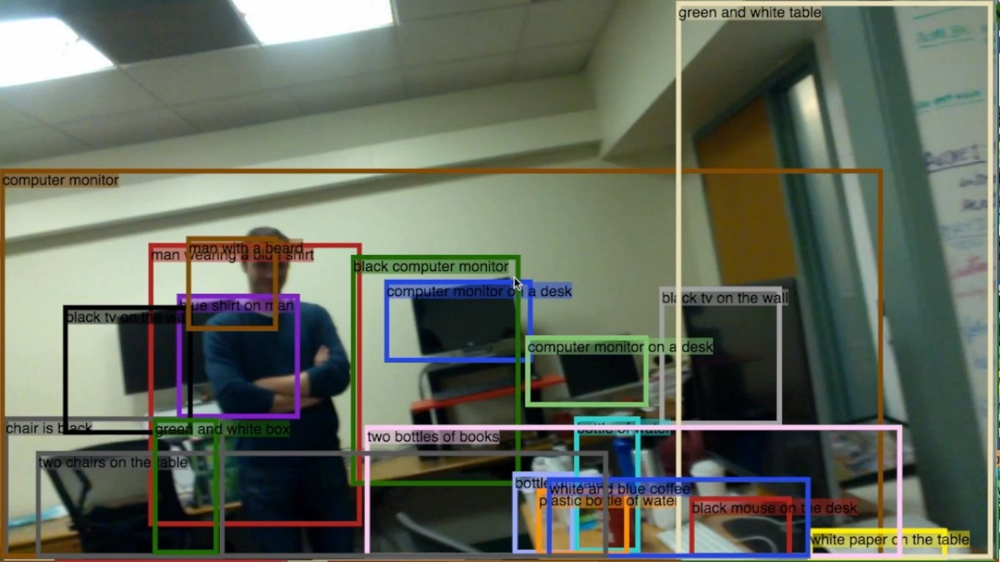 green and white table
computer monitor
man with a beard
man wearing a blue shirt
black computer monitor
computer monitor on a desk
black tv on the wall
blue shirt on man
black tv on the wa
computer monitor on a desk
chair is black
green and white box
bottle of water
two bottles of books
two chairs on the table
bottle
white and blue coffee
plastic bottle of water
black mouse on the desk
white paper on the table